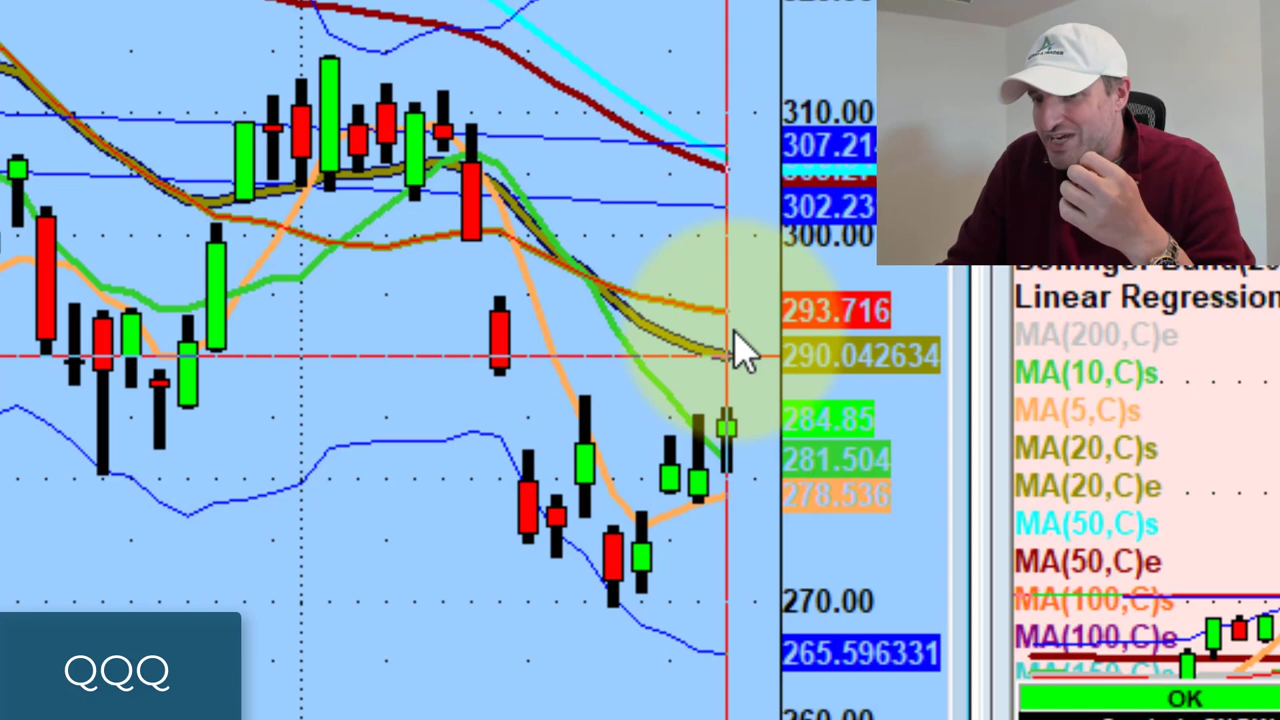 310.00
307.21
302.23
300.00
293.716
290.042634
284.85
281.504
278.536
270.00
265.596331
Linear Regression
MA(200,C)e
MA(10,C)s
MA(5,C)s
MA(20,C)s
MA(20,C)e
MA(50,C)s
MA(50,C)e
MA(100,C)s
MA(100,C)e
OK
QQQ